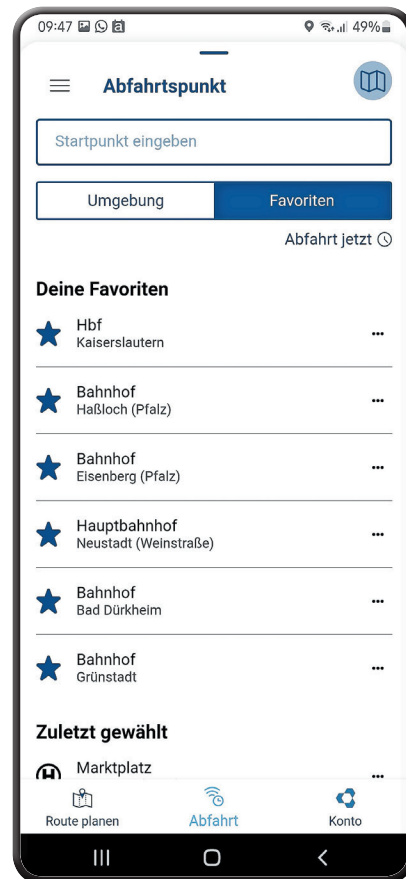 09:47 49%
Abfahrtspunkt
Startpunkt eingeben
Umgebung Favoriten
Abfahrt jetzt
Deine Favoriten
Hbf
Kaiserslautern
Bahnhof
Haßloch (Pfalz)
Bahnhof
Eisenberg (Pfalz)
Hauptbahnhof
Neustadt (Weinstraße)
Bahnhof
Bad Dürkheim
Bahnhof
Grünstadt
Zuletzt gewählt
H Marktplatz
Route planen Abfahrt Konto